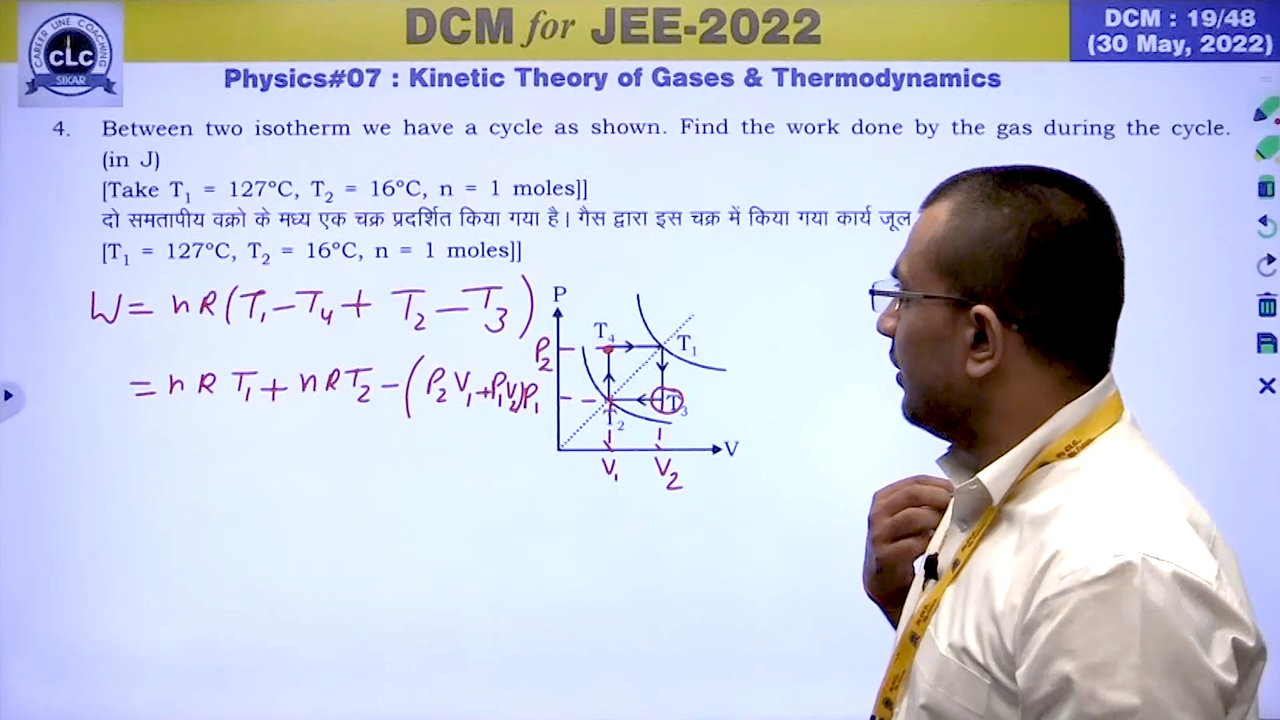 DCM for JEE-2022
DCM : 19/48
(30 May, 2022)
CAREER LINE COACHING
CLC
SIKAR
Physics#07 : Kinetic Theory of Gases & Thermodynamics
4. Between two isotherm we have a cycle as shown. Find the work done by the gas during the cycle.
(in J)
[Take T₁ = 127°C, T₂ = 16°C, n = 1 moles]]
दो समतापीय वक्रो के मध्य एक चक्र प्रदर्शित किया गया है। गैस द्वारा इस चक्र में किया गया कार्य जूल
[T₁ = 127°C, T₂ = 16°C, n = 1 moles]]
W = nR(T₁ - T₄ + T₂ - T₃)
= nRT₁ + nRT₂ - (P₂V₁ + P₁V₂)
P
T₄
T₁
P₂
P₁
T₃
₂
V
V₁
V₂